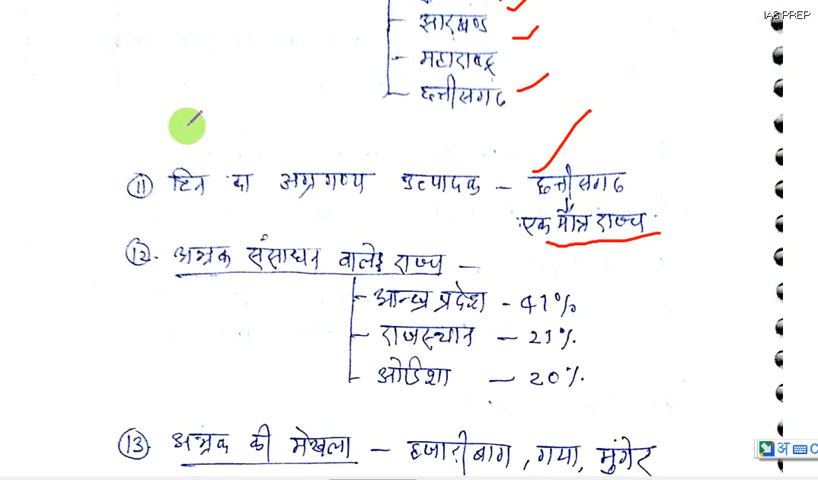 IAS PREP
झारखण्ड
महाराष्ट्र
छत्तीसगढ़
(11) टिन का अग्रगण्य उत्पादक - छत्तीसगढ़
एक मात्र राज्य
(12). अभ्रक संसाधन वाले राज्य -
आन्ध्र प्रदेश - 41%
राजस्थान - 21%.
ओडिशा - 20%.
(13) अभ्रक की मेखला - हजारीबाग, गया, मुंगेर
अ